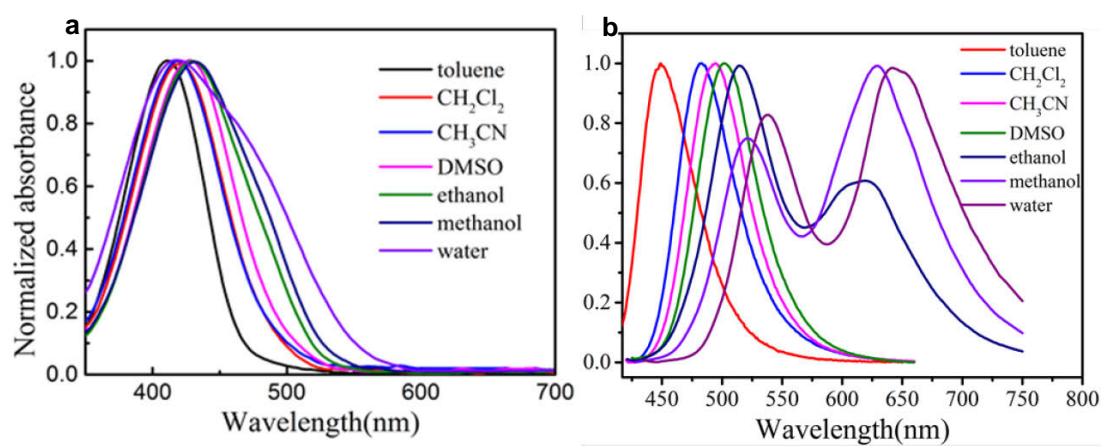 a
Normalized absorbance
1.0
0.8
0.6
0.4
0.2
0.0
400
500
600
700
Wavelength(nm)
toluene
CH₂Cl₂
CH₃CN
DMSO
ethanol
methanol
water
b
1.0
0.8
0.6
0.4
0.2
0.0
450
500
550
600
650
700
750
800
Wavelength(nm)
toluene
CH₂Cl₂
CH₃CN
DMSO
ethanol
methanol
water